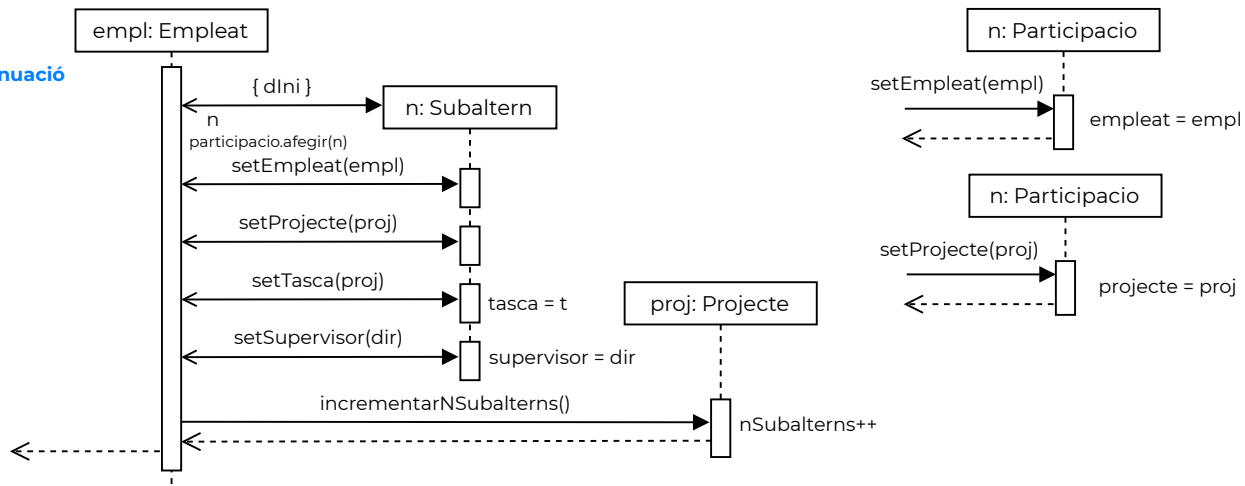 empl: Empleat
nuació
{ dIni }
n: Subaltern
n
participacio.afegir(n)
setEmpleat(empl)
setProjecte(proj)
setTasca(proj)
tasca = t
proj: Projecte
setSupervisor(dir)
supervisor = dir
incrementarNSubalterns()
nSubalterns++
n: Participacio
setEmpleat(empl)
empleat = empl
n: Participacio
setProjecte(proj)
projecte = proj